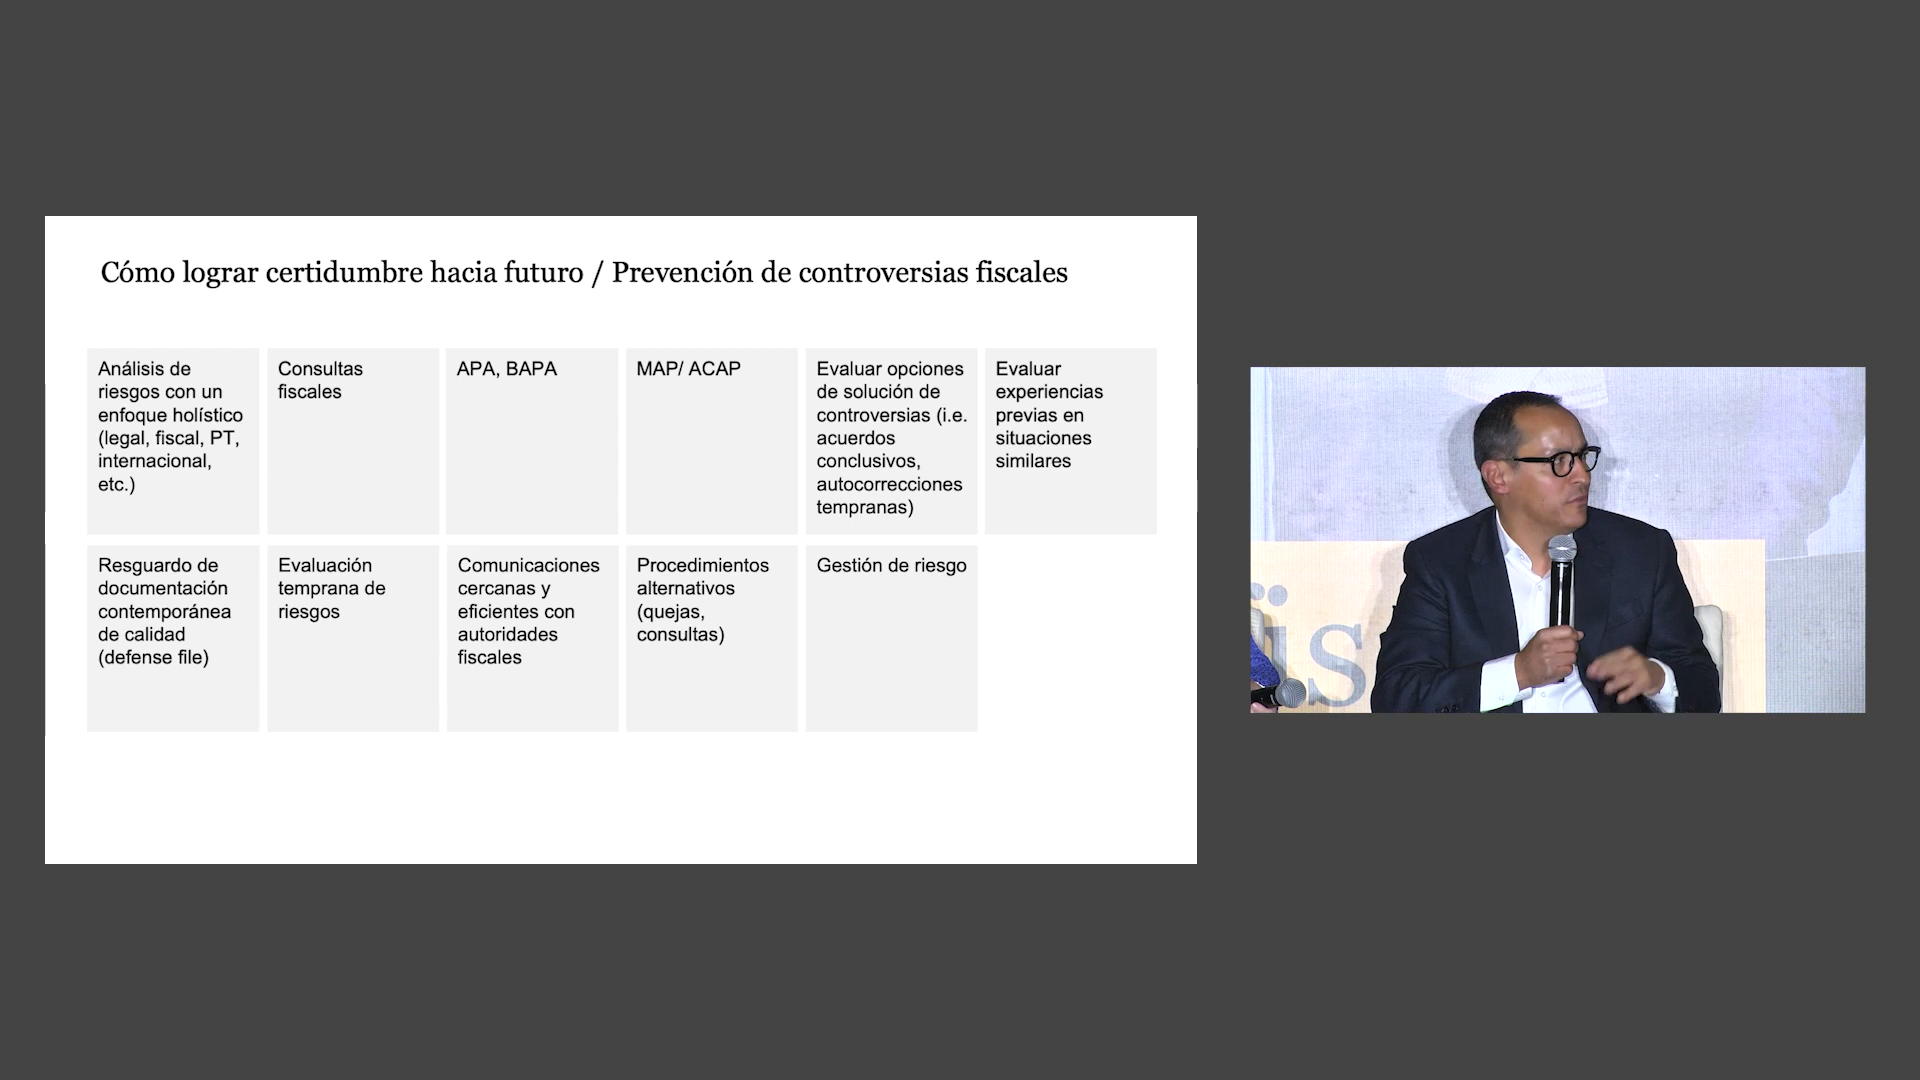 Cómo lograr certidumbre hacia futuro / Prevención de controversias fiscales
Análisis de
riesgos con un
enfoque holístico
(legal, fiscal, PT,
internacional,
etc.)
Consultas
fiscales
APA, BAPA
MAP/ ACAP
Evaluar opciones
de solución de
controversias (i.e.
acuerdos
conclusivos,
autocorrecciones
tempranas)
Evaluar
experiencias
previas en
situaciones
similares
Resguardo de
documentación
contemporánea
de calidad
(defense file)
Evaluación
temprana de
riesgos
Comunicaciones
cercanas y
eficientes con
autoridades
fiscales
Procedimientos
alternativos
(quejas,
consultas)
Gestión de riesgo